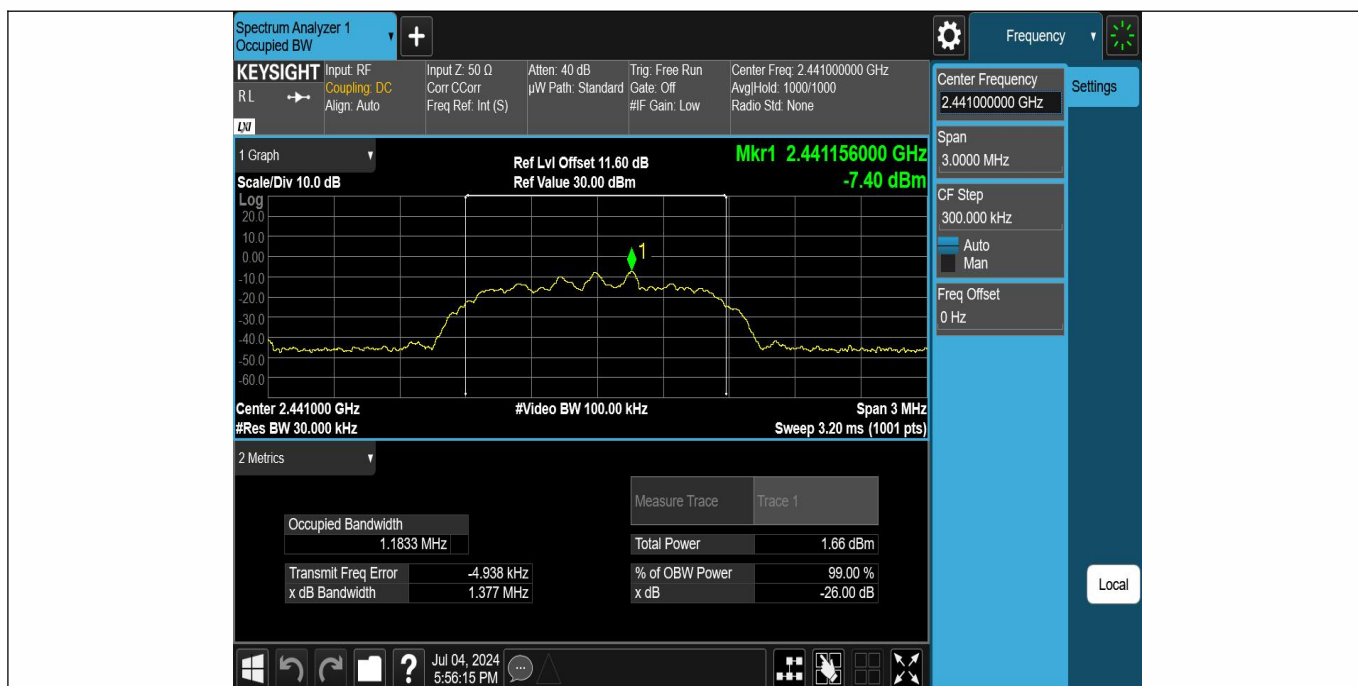 Spectrum Analyzer 1
Occupied BW
Frequency
KEYSIGHT
RL
LXI
Input: RF
Coupling: DC
Align: Auto
Input Z: 50 Ω
Corr CCorr
Freq Ref: Int (S)
Atten: 40 dB
µW Path: Standard
Trig: Free Run
Gate: Off
#IF Gain: Low
Center Freq: 2.441000000 GHz
Avg|Hold: 1000/1000
Radio Std: None
1 Graph
Scale/Div 10.0 dB
Ref Lvl Offset 11.60 dB
Ref Value 30.00 dBm
Mkr1 2.441156000 GHz
-7.40 dBm
Log
20.0
10.0
0.00
-10.0
-20.0
-30.0
-40.0
-50.0
-60.0
1
Center 2.441000 GHz
#Video BW 100.00 kHz
Span 3 MHz
#Res BW 30.000 kHz
Sweep 3.20 ms (1001 pts)
2 Metrics
Measure Trace
Trace 1
Occupied Bandwidth
1.1833 MHz
Total Power
1.66 dBm
Transmit Freq Error
-4.938 kHz
% of OBW Power
99.00 %
x dB Bandwidth
1.377 MHz
x dB
-26.00 dB
Jul 04, 2024
5:56:15 PM
Center Frequency
2.441000000 GHz
Settings
Span
3.0000 MHz
CF Step
300.000 kHz
Auto
Man
Freq Offset
0 Hz
Local